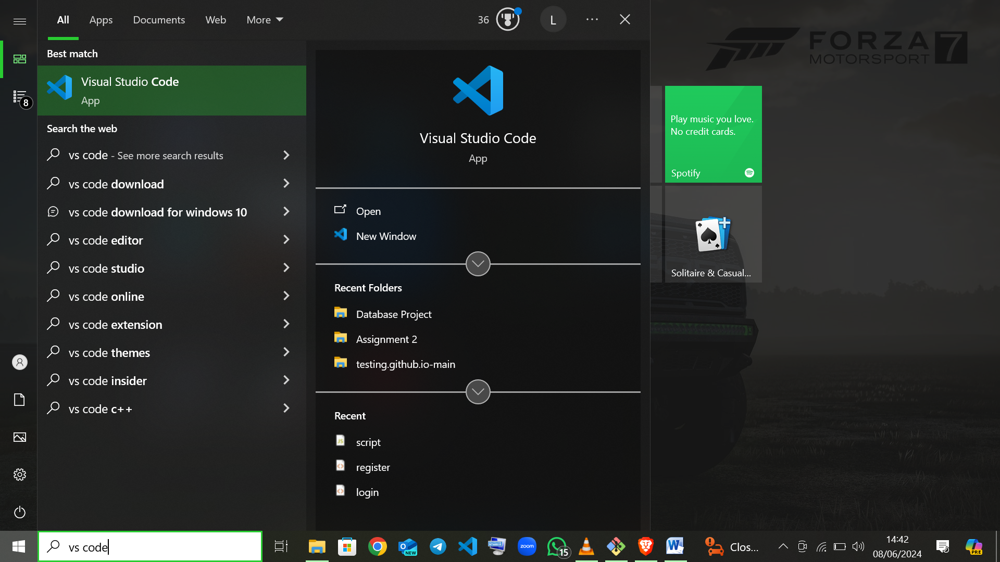 All
Apps
Documents
Web
More
36
L
Best match
Visual Studio Code
App
Search the web
vs code - See more search results
vs code download
vs code download for windows 10
vs code editor
vs code studio
vs code online
vs code extension
vs code themes
vs code insider
vs code c++
8
Visual Studio Code
App
Open
New Window
Recent Folders
Database Project
Assignment 2
testing.github.io-main
Recent
script
register
login
FORZA
MOTORSPORT 7
Play music you love.
No credit cards.
Spotify
Solitaire & Casual...
vs code
NEW
zoom
15
Clos...
14:42
08/06/2024
PRE